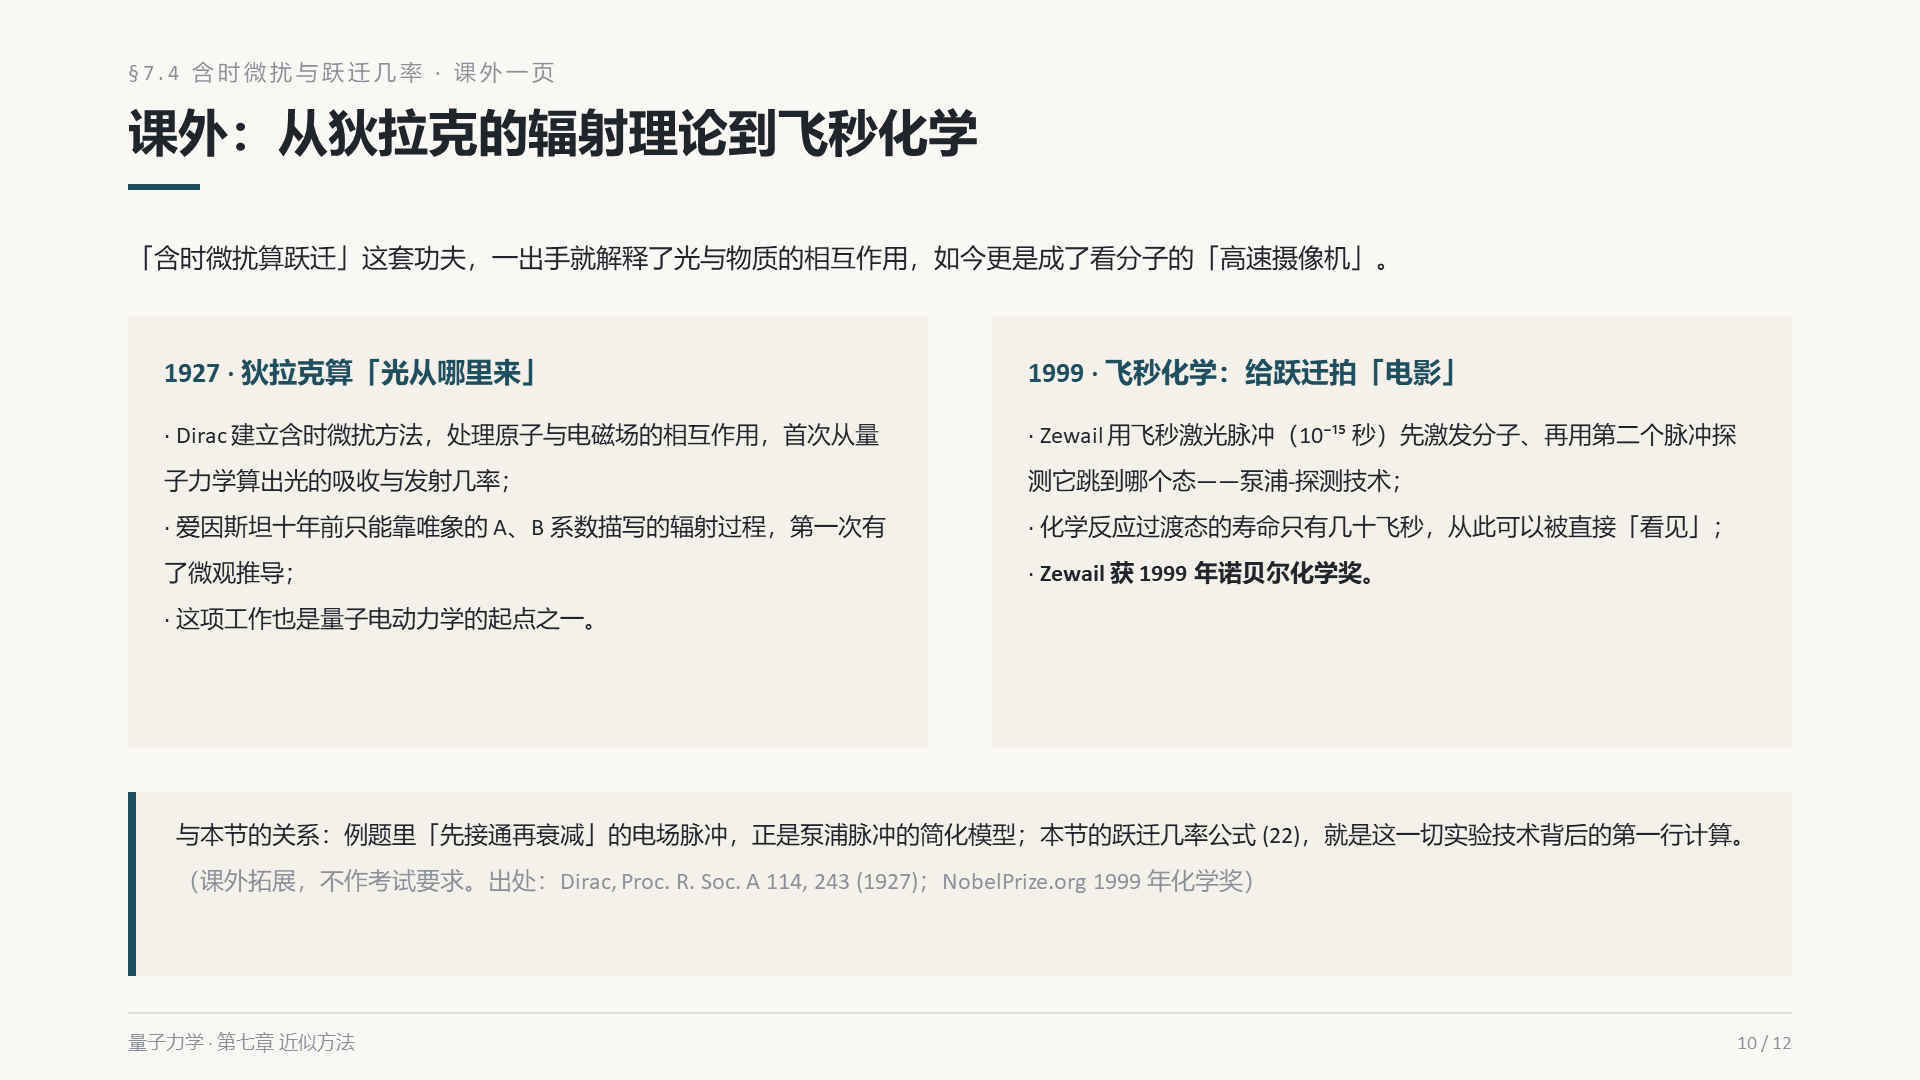 §7.4 含时微扰与跃迁几率 · 课外一页
课外：从狄拉克的辐射理论到飞秒化学
「含时微扰算跃迁」这套功夫，一出手就解释了光与物质的相互作用，如今更是成了看分子的「高速摄像机」。
1927 · 狄拉克算「光从哪里来」
· Dirac 建立含时微扰方法，处理原子与电磁场的相互作用，首次从量
子力学算出光的吸收与发射几率；
· 爱因斯坦十年前只能靠唯象的 A、B 系数描写的辐射过程，第一次有
了微观推导；
· 这项工作也是量子电动力学的起点之一。
1999 · 飞秒化学：给跃迁拍「电影」
· Zewail 用飞秒激光脉冲（10⁻¹⁵ 秒）先激发分子、再用第二个脉冲探
测它跳到哪个态——泵浦-探测技术；
· 化学反应过渡态的寿命只有几十飞秒，从此可以被直接「看见」；
· Zewail 获 1999 年诺贝尔化学奖。
与本节的关系：例题里「先接通再衰减」的电场脉冲，正是泵浦脉冲的简化模型；本节的跃迁几率公式 (22)，就是这一切实验技术背后的第一行计算。
（课外拓展，不作考试要求。出处：Dirac, Proc. R. Soc. A 114, 243 (1927)；NobelPrize.org 1999 年化学奖）
量子力学 · 第七章 近似方法
10 / 12